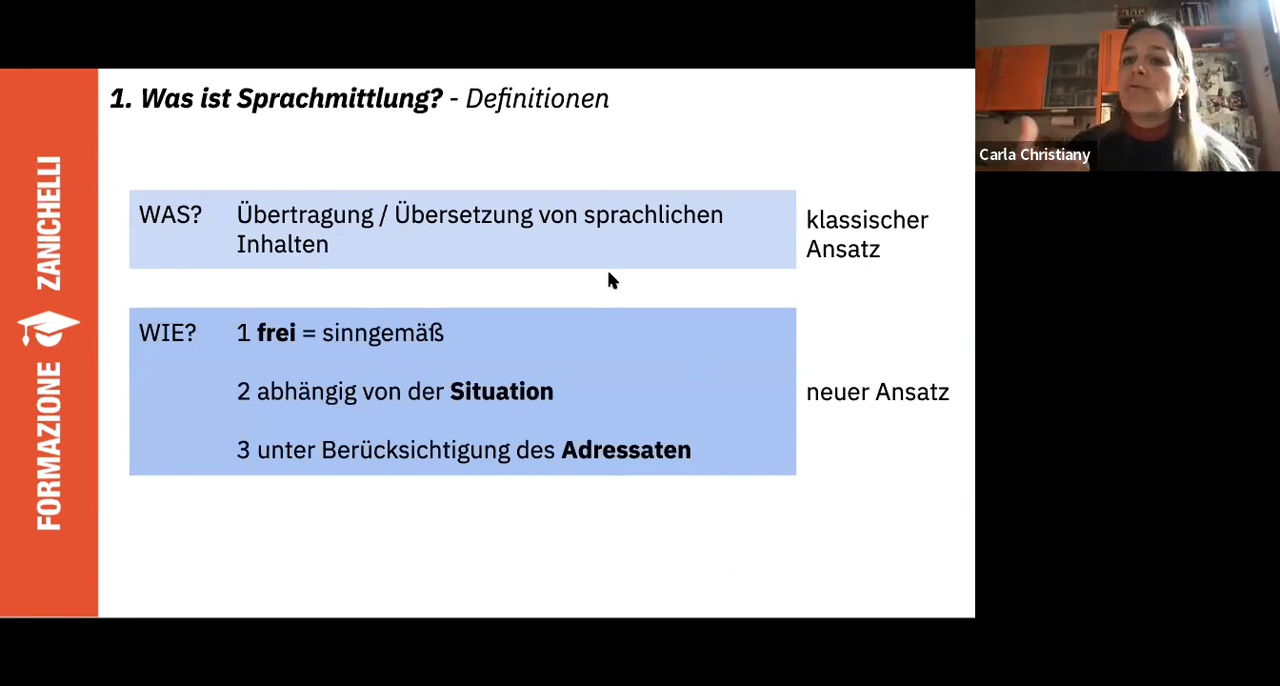 1. Was ist Sprachmittlung? - Definitionen
WAS?
Übertragung / Übersetzung von sprachlichen
Inhalten
klassischer
Ansatz
WIE?
1 frei = sinngemäß
2 abhängig von der Situation
3 unter Berücksichtigung des Adressaten
neuer Ansatz
FORMAZIONE ZANICHELLI
Carla Christiany